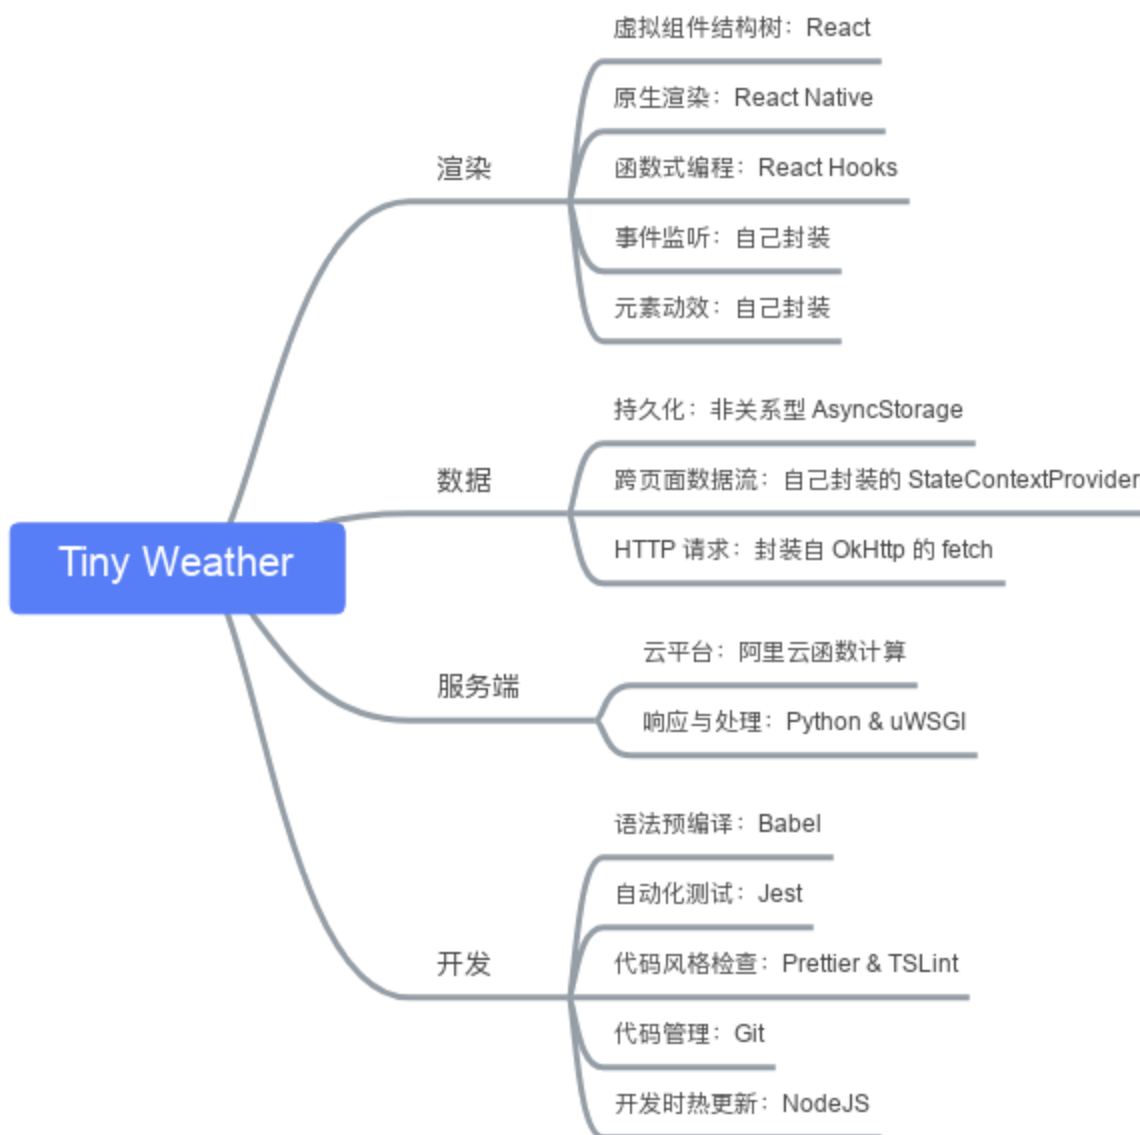 Tiny Weather
渲染
虚拟组件结构树：React
原生渲染：React Native
函数式编程：React Hooks
事件监听：自己封装
元素动效：自己封装
数据
持久化：非关系型 AsyncStorage
跨页面数据流：自己封装的 StateContextProvider
HTTP 请求：封装自 OkHttp 的 fetch
服务端
云平台：阿里云函数计算
响应与处理：Python & uWSGI
开发
语法预编译：Babel
自动化测试：Jest
代码风格检查：Prettier & TSLint
代码管理：Git
开发时热更新：NodeJS